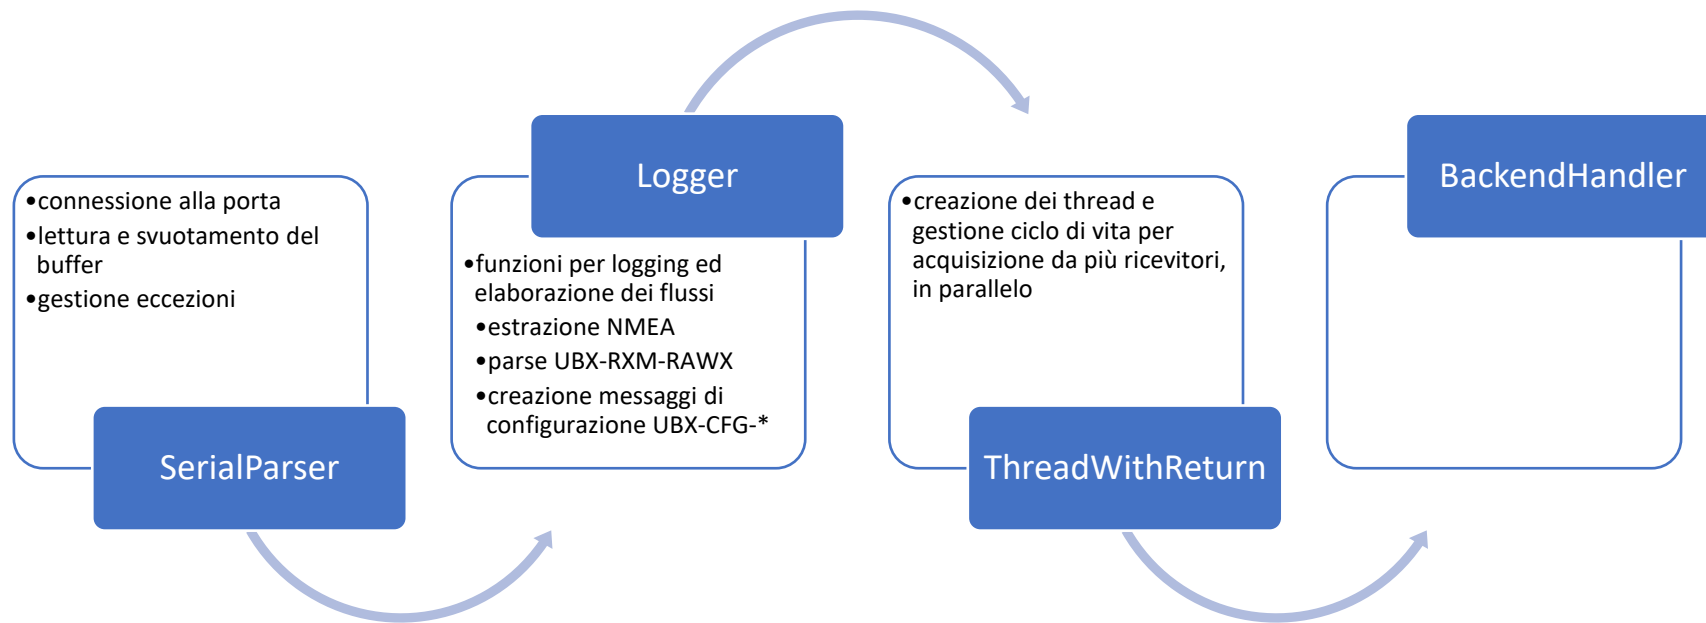 •connessione alla porta
•lettura e svuotamento del
buffer
•gestione eccezioni
SerialParser
Logger
•funzioni per logging ed
elaborazione dei flussi
•estrazione NMEA
•parse UBX-RXM-RAWX
•creazione messaggi di
configurazione UBX-CFG-*
•creazione dei thread e
gestione ciclo di vita per
acquisizione da più ricevitori,
in parallelo
ThreadWithReturn
BackendHandler